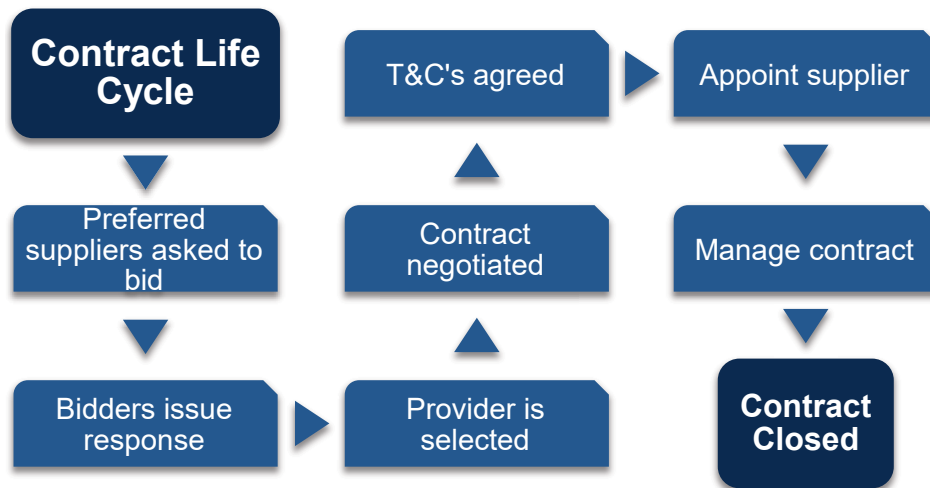 Contract Life
Cycle
Preferred
suppliers asked to
bid
Bidders issue
response
Provider is
selected
Contract
negotiated
T&C's agreed
Appoint supplier
Manage contract
Contract
Closed